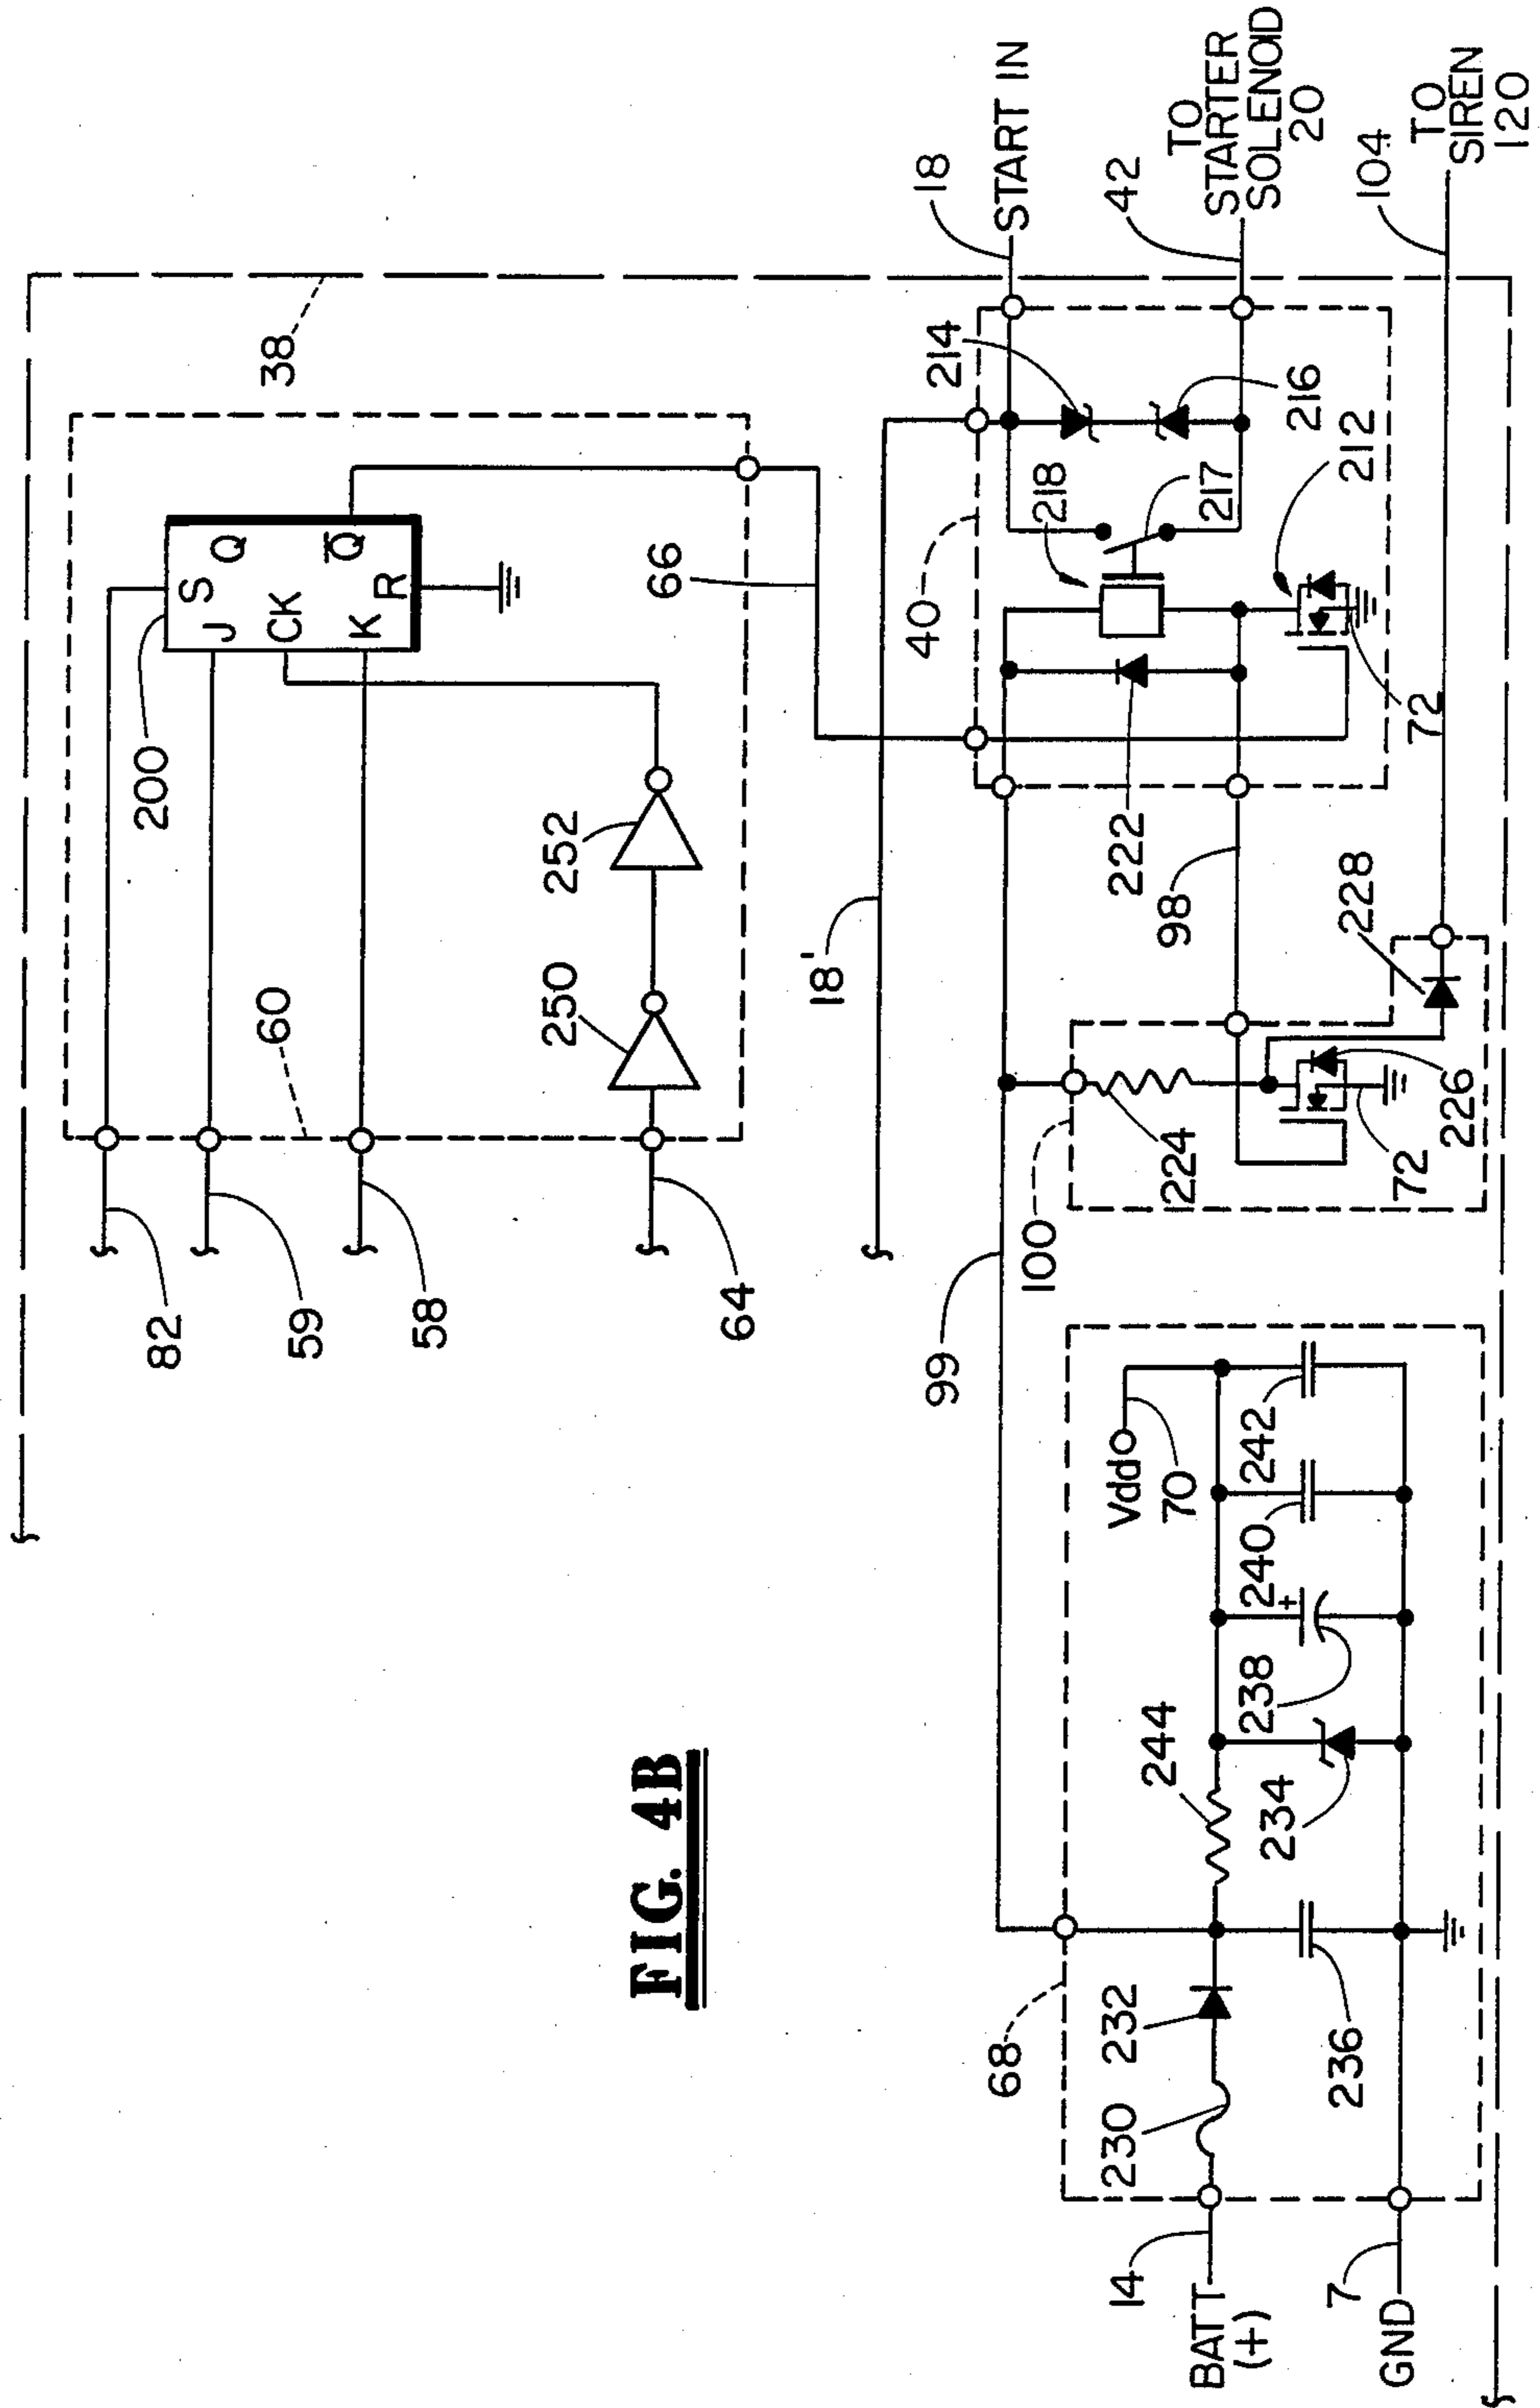 38
200
S
J
Q
CK
K
Q
R
82
59
58
64
60
250
252
66
18'
18
START IN
42
TO
STARTER
SOLENOID
20
104
TO
SIREN
120
40
214
218
217
216
212
222
72
98
228
99
100
224
72
226
FIG. 4B
68
Vdd
70
244
242
240
+
238
234
232
230
236
14
BATT
(+)
7
GND